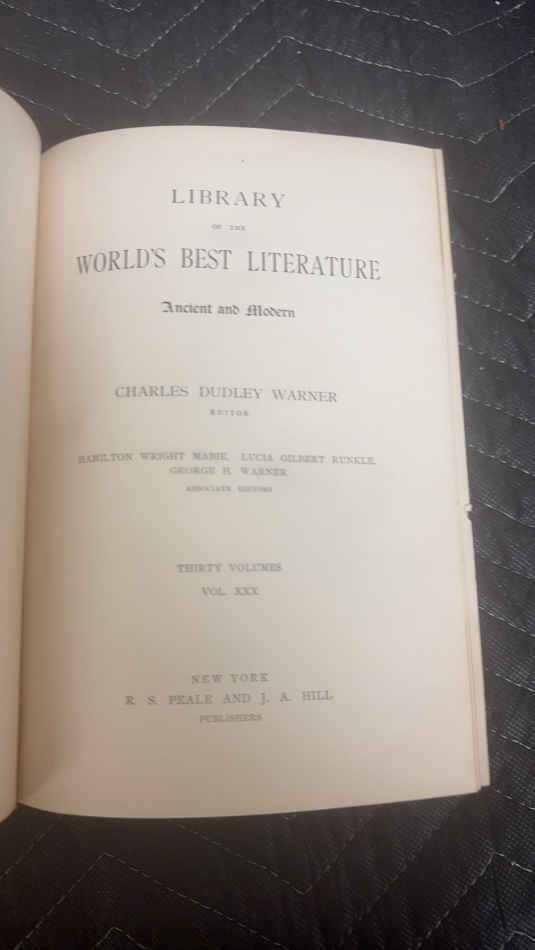 LIBRARY
OF THE
WORLD'S BEST LITERATURE
Ancient and Modern
CHARLES DUDLEY WARNER
EDITOR
HAMILTON WRIGHT MABIE, LUCIA GILBERT RUNKLE,
GEORGE H. WARNER
ASSOCIATE EDITORS
THIRTY VOLUMES
VOL. XXX
NEW YORK
R. S. PEALE AND J. A. HILL
PUBLISHERS